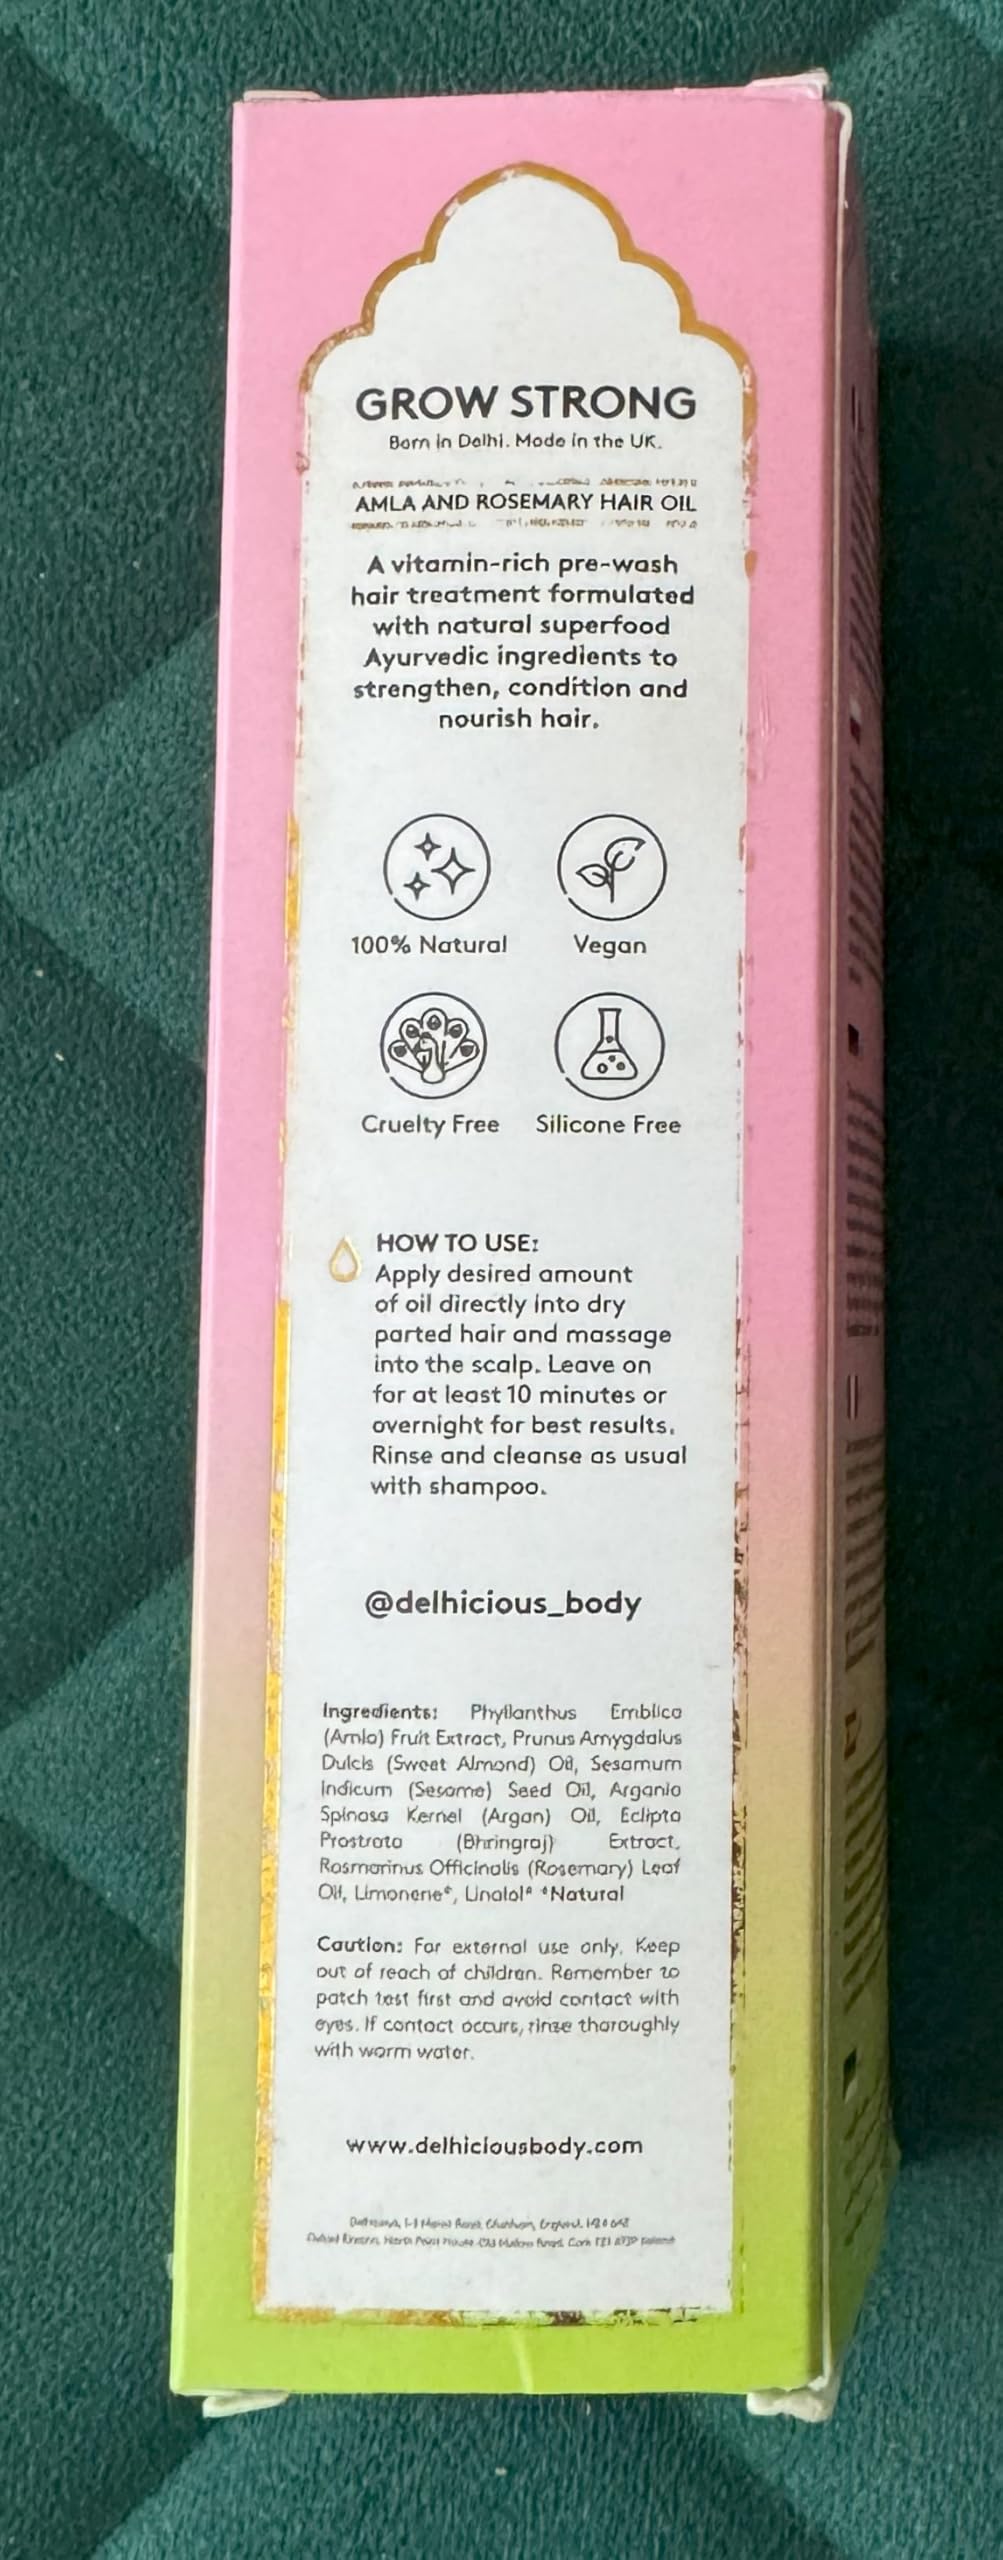 GROW STRONG
Born in Delhi. Made in the UK.
AMLA AND ROSEMARY HAIR OIL
A vitamin-rich pre-wash
hair treatment formulated
with natural superfood
Ayurvedic ingredients to
strengthen, condition and
nourish hair.
100% Natural
Vegan
Cruelty Free
Silicone Free
HOW TO USE:
Apply desired amount
of oil directly into dry
parted hair and massage
into the scalp. Leave on
for at least 10 minutes or
overnight for best results.
Rinse and cleanse as usual
with shampoo.
@delhicious_body
Ingredients: Phyllanthus Emblica
(Amla) Fruit Extract, Prunus Amygdalus
Dulcis (Sweet Almond) Oil, Sesamum
Indicum (Sesame) Seed Oil, Argania
Spinosa Kernel (Argan) Oil, Eclipta
Prostrata (Bhringraj) Extract,
Rosmarinus Officinalis (Rosemary) Leaf
Oil, Limonene*, Linalol* *Natural
Caution: For external use only. Keep
out of reach of children. Remember to
patch test first and avoid contact with
eyes. If contact occurs, rinse thoroughly
with warm water.
www.delhiciousbody.com